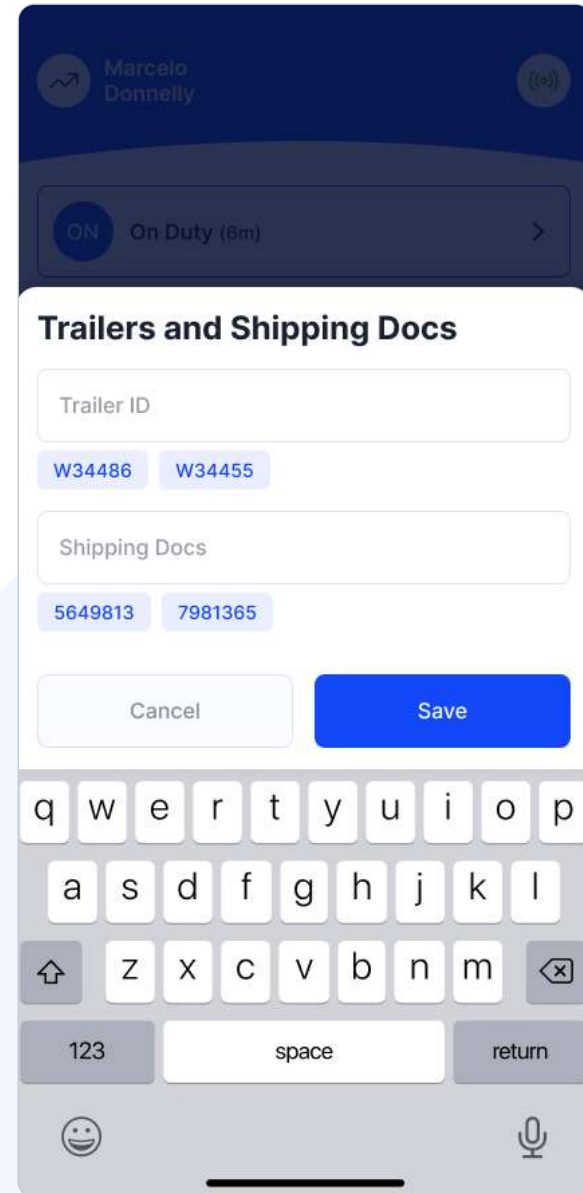 Marcelo
Donnelly
ON On Duty (6m)
Trailers and Shipping Docs
Trailer ID
W34486 W34455
Shipping Docs
5649813 7981365
Cancel Save
q w e r t y u i o p
a s d f g h j k l
z x c v b n m
123 space return